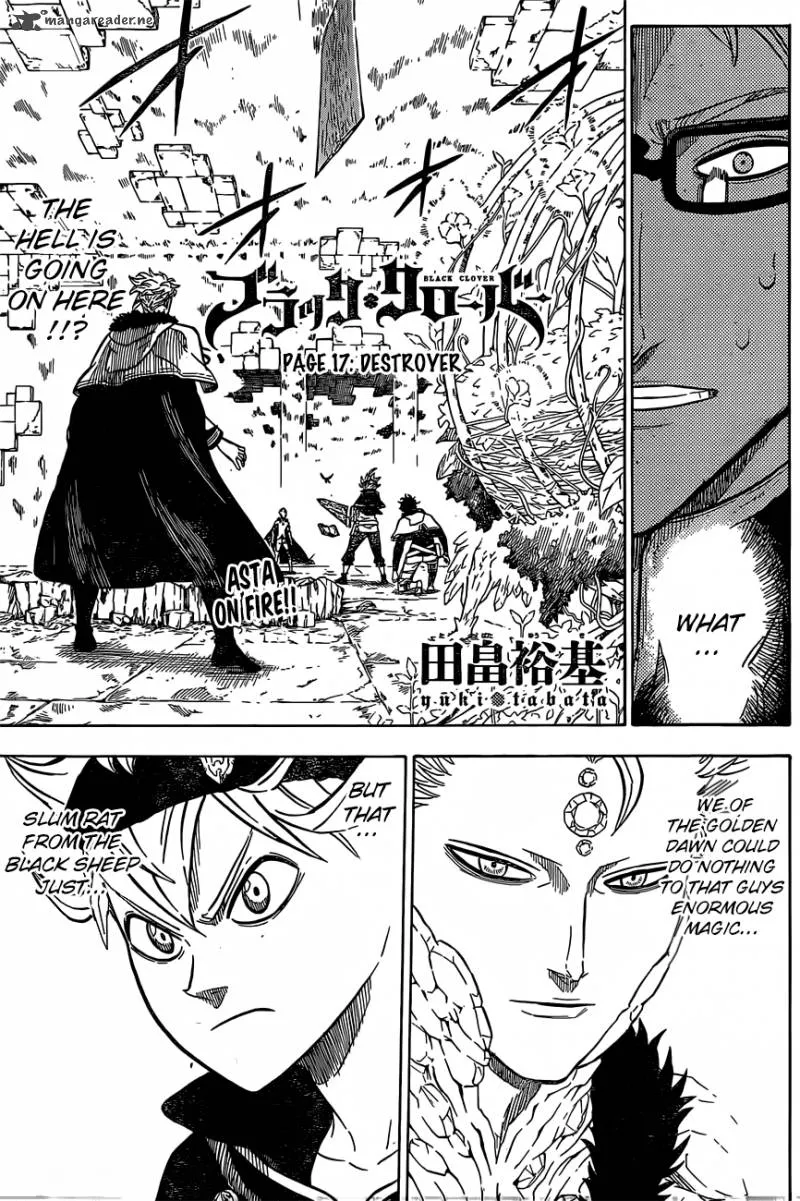 mangareader.net
WHAT
...
THE
HELL IS
GOING
ON HERE
!!?
BLACK CLOVER
ブラック・クローバー
PAGE 17: DESTROYER
ASTA
ON FIRE!!
田畠裕基
yūki tabata
WE OF
THE GOLDEN
DAWN COULD
DO NOTHING
TO THAT GUYS
ENORMOUS
MAGIC...
BUT
THAT
...
SLUM RAT
FROM THE
BLACK SHEEP
JUST...